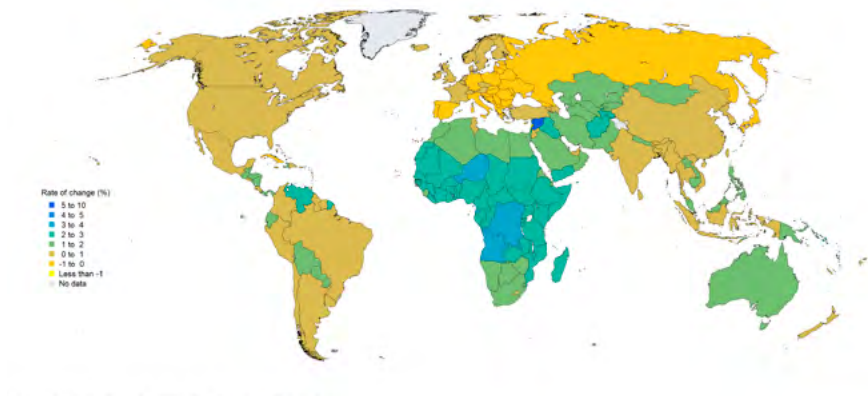 Rate of change (%)
5 to 10
4 to 5
3 to 4
2 to 3
1 to 2
0 to 1
-1 to 0
Less than -1
No data